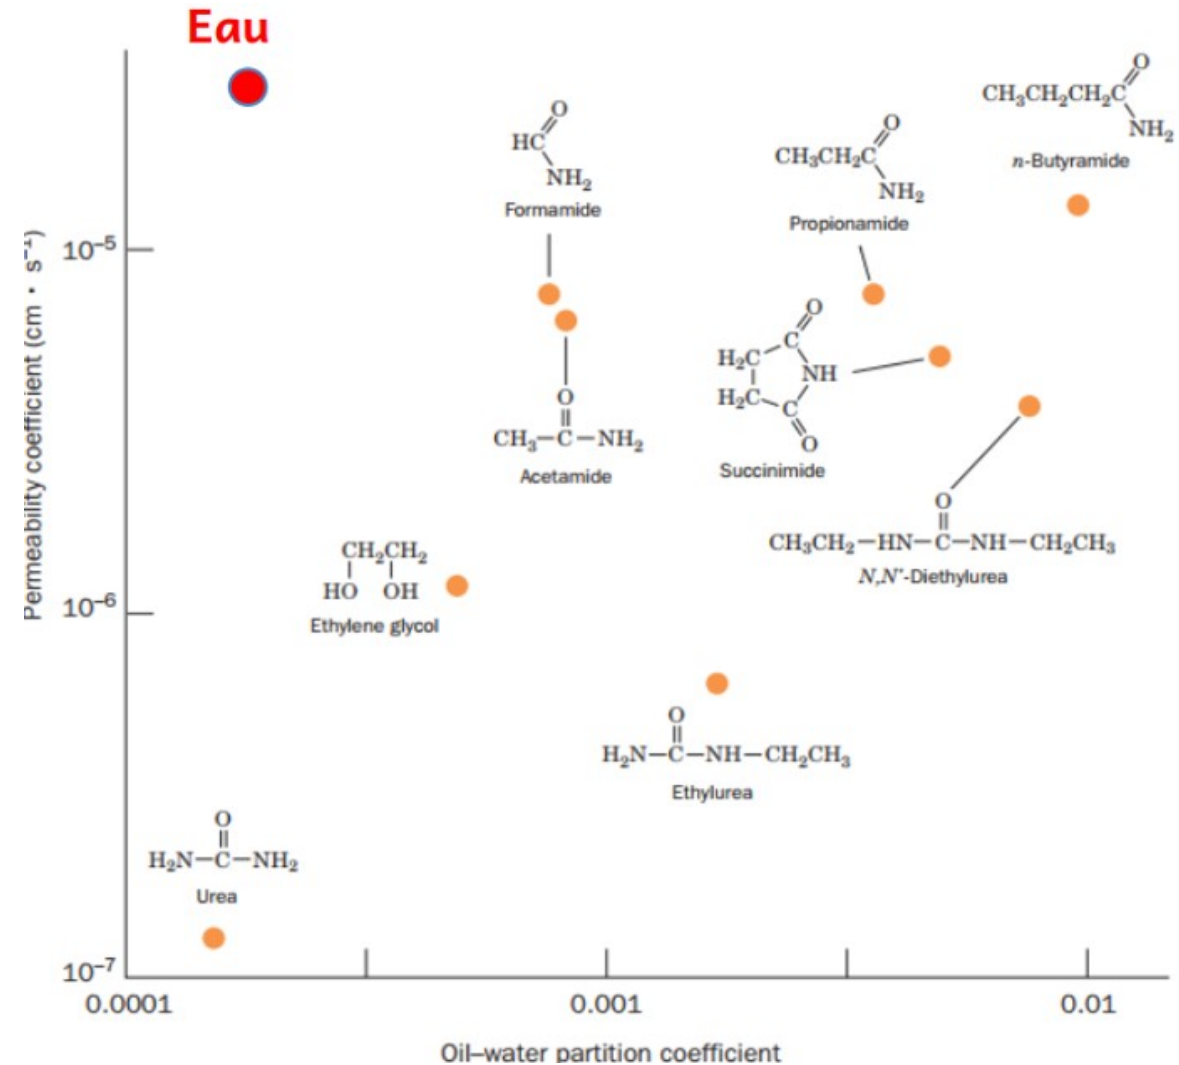 Eau
Permeability coefficient (cm · s⁻¹)
10⁻⁵
10⁻⁶
10⁻⁷
O
HC
NH₂
Formamide
O
CH₃CH₂C
NH₂
Propionamide
O
CH₃CH₂CH₂C
NH₂
n-Butyramide
O
CH₃—C—NH₂
Acetamide
O
C
H₂C
NH
H₂C
C
O
Succinimide
O
CH₃CH₂—HN—C—NH—CH₂CH₃
N,N'-Diethylurea
CH₂CH₂
HO OH
Ethylene glycol
O
H₂N—C—NH—CH₂CH₃
Ethylurea
O
H₂N—C—NH₂
Urea
0.0001 0.001 0.01
Oil–water partition coefficient